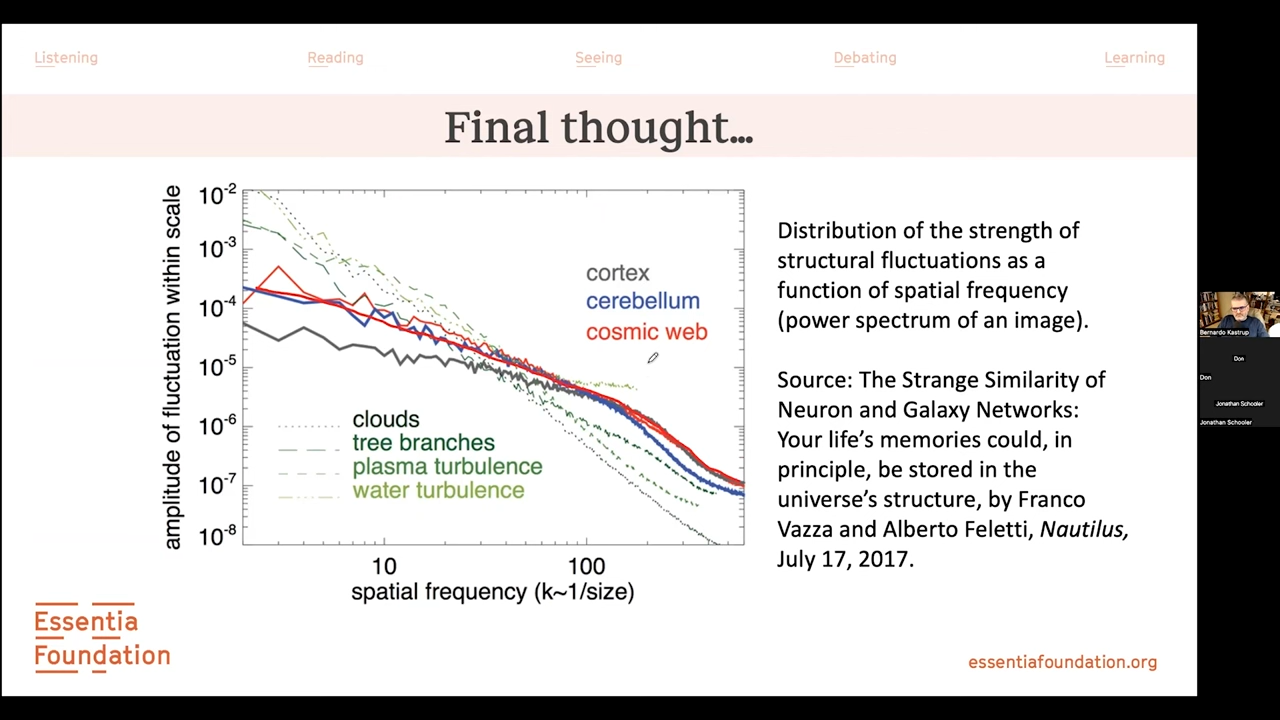 Listening
Reading
Seeing
Debating
Learning
Final thought...
amplitude of fluctuation within scale
10-2
10-3
10-4
10-5
10-6
10-7
10-8
cortex
cerebellum
cosmic web
clouds
tree branches
plasma turbulence
water turbulence
10
100
spatial frequency (k~1/size)
Distribution of the strength of
structural fluctuations as a
function of spatial frequency
(power spectrum of an image).
Source: The Strange Similarity of
Neuron and Galaxy Networks:
Your life’s memories could, in
principle, be stored in the
universe’s structure, by Franco
Vazza and Alberto Feletti, Nautilus,
July 17, 2017.
Essentia
Foundation
essentiafoundation.org
Bernardo Kastrup
Don
Don
Jonathan Schooler
Jonathan Schooler